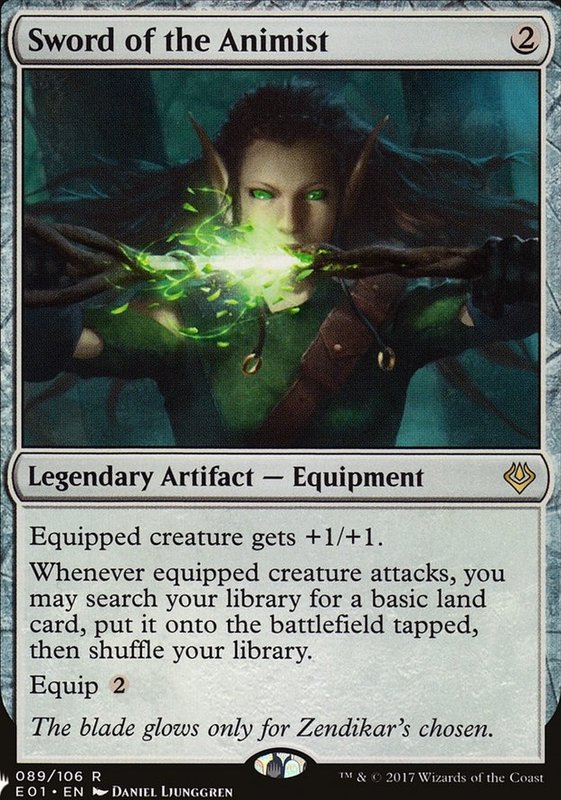 Sword of the Animist 2
Legendary Artifact — Equipment
Equipped creature gets +1/+1.
Whenever equipped creature attacks, you
may search your library for a basic land
card, put it onto the battlefield tapped,
then shuffle your library.
Equip 2
The blade glows only for Zendikar's chosen.
089/106 R
E01 • EN DANIEL LJUNGGREN
™ & © 2017 Wizards of the Coast